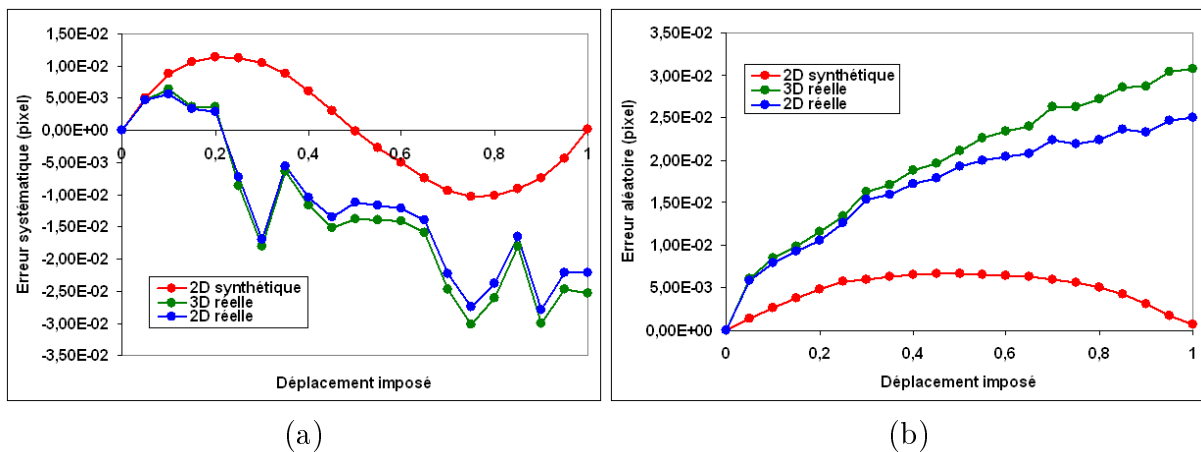 1,50E-02
1,00E-02
5,00E-03
0,00E+00
-5,00E-03
-1,00E-02
-1,50E-02
-2,00E-02
-2,50E-02
-3,00E-02
-3,50E-02
Erreur systématique (pixel)
0
0,2
0,4
0,6
0,8
1
2D synthétique
3D réelle
2D réelle
Déplacement imposé
(a)
3,50E-02
3,00E-02
2,50E-02
2,00E-02
1,50E-02
1,00E-02
5,00E-03
0,00E+00
Erreur aléatoire (pixel)
2D synthétique
3D réelle
2D réelle
0
0,2
0,4
0,6
0,8
1
Déplacement imposé
(b)